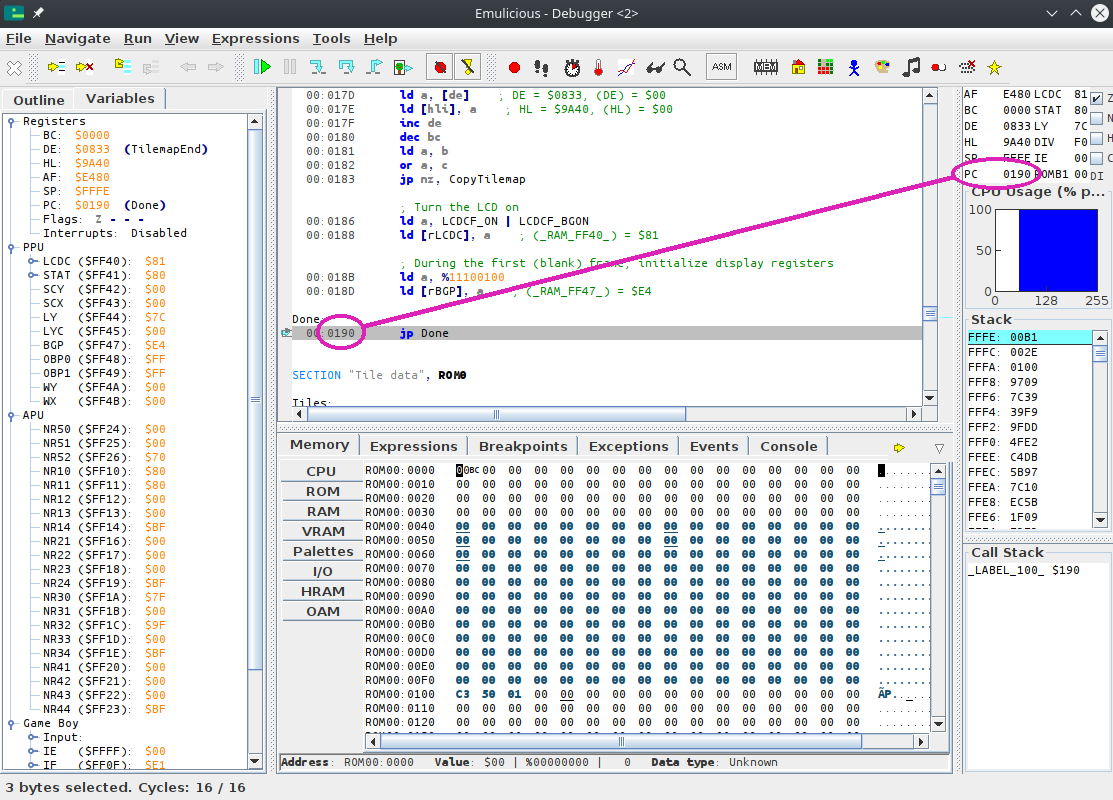 Emulicious - Debugger <2>
File Navigate Run View Expressions Tools Help
ASM MEM
Outline Variables
Registers
BC: $0000
DE: $0833 (TilemapEnd)
HL: $9A40
AF: $E480
SP: $FFFE
PC: $0190 (Done)
Flags: Z - - -
Interrupts: Disabled
PPU
LCDC ($FF40): $81
STAT ($FF41): $80
SCY ($FF42): $00
SCX ($FF43): $00
LY ($FF44): $7C
LYC ($FF45): $00
BGP ($FF47): $E4
OBP0 ($FF48): $FF
OBP1 ($FF49): $FF
WY ($FF4A): $00
WX ($FF4B): $00
APU
NR50 ($FF24): $00
NR51 ($FF25): $00
NR52 ($FF26): $70
NR10 ($FF10): $80
NR11 ($FF11): $80
NR12 ($FF12): $00
NR13 ($FF13): $00
NR14 ($FF14): $BF
NR21 ($FF16): $00
NR22 ($FF17): $00
NR23 ($FF18): $00
NR24 ($FF19): $BF
NR30 ($FF1A): $7F
NR31 ($FF1B): $00
NR32 ($FF1C): $9F
NR33 ($FF1D): $00
NR34 ($FF1E): $BF
NR41 ($FF20): $00
NR42 ($FF21): $00
NR43 ($FF22): $00
NR44 ($FF23): $BF
Game Boy
Input:
IE ($FFFF): $00
IF ($FF0F): $E1
00:017D ld a, [de] ; DE = $0833, (DE) = $00
00:017E ld [hli], a ; HL = $9A40, (HL) = $00
00:017F inc de
00:0180 dec bc
00:0181 ld a, b
00:0182 or a, c
00:0183 jp nz, CopyTilemap
; Turn the LCD on
00:0186 ld a, LCDCF_ON | LCDCF_BGON
00:0188 ld [rLCDC], a ; (_RAM_FF40_) = $81
; During the first (blank) frame, initialize display registers
00:018B ld a, %11100100
00:018D ld [rBGP], a ; (_RAM_FF47_) = $E4
Done:
00:0190 jp Done
SECTION "Tile data", ROM0
Tiles:
Memory Expressions Breakpoints Exceptions Events Console
CPU
ROM
RAM
VRAM
Palettes
I/O
HRAM
OAM
ROM00:0000 00BC 00 00 00 00 00 00 00 00 00 00 00 00 00 00 ................
ROM00:0010 00 00 00 00 00 00 00 00 00 00 00 00 00 00 00 00
ROM00:0020 00 00 00 00 00 00 00 00 00 00 00 00 00 00 00 00
ROM00:0030 00 00 00 00 00 00 00 00 00 00 00 00 00 00 00 00
ROM00:0040 00 00 00 00 00 00 00 00 00 00 00 00 00 00 00 00
ROM00:0050 00 00 00 00 00 00 00 00 00 00 00 00 00 00 00 00
ROM00:0060 00 00 00 00 00 00 00 00 00 00 00 00 00 00 00 00
ROM00:0070 00 00 00 00 00 00 00 00 00 00 00 00 00 00 00 00
ROM00:0080 00 00 00 00 00 00 00 00 00 00 00 00 00 00 00 00
ROM00:0090 00 00 00 00 00 00 00 00 00 00 00 00 00 00 00 00
ROM00:00A0 00 00 00 00 00 00 00 00 00 00 00 00 00 00 00 00
ROM00:00B0 00 00 00 00 00 00 00 00 00 00 00 00 00 00 00 00
ROM00:00C0 00 00 00 00 00 00 00 00 00 00 00 00 00 00 00 00
ROM00:00D0 00 00 00 00 00 00 00 00 00 00 00 00 00 00 00 00
ROM00:00E0 00 00 00 00 00 00 00 00 00 00 00 00 00 00 00 00
ROM00:00F0 00 00 00 00 00 00 00 00 00 00 00 00 00 00 00 00
ROM00:0100 C3 50 01 00 00 00 00 00 00 00 00 00 00 00 00 00 ÃP..
ROM00:0110 00 00 00 00 00 00 00 00 00 00 00 00 00 00 00 00
ROM00:0120 00 00 00 00 00 00 00 00 00 00 00 00 00 00 00 00
Address: ROM00:0000 Value: $00 | %00000000 | 0 Data type: Unknown
AF E480 LCDC 81 Z
BC 0000 STAT 80 N
DE 0833 LY 7C
HL 9A40 DIV F0 H
SP FFFE IE 00 C
PC 0190 ROMB1 00 DI
CPU Usage (% p...
100
50
0
0 128 255
Stack
FFFE: 00B1
FFFC: 002E
FFFA: 0100
FFF8: 9709
FFF6: 7C39
FFF4: 39F9
FFF2: 9FDD
FFF0: 4FE2
FFEE: C4DB
FFEC: 5B97
FFEA: 7C10
FFE8: EC5B
FFE6: 1F09
Call Stack
_LABEL_100_ $190
3 bytes selected. Cycles: 16 / 16